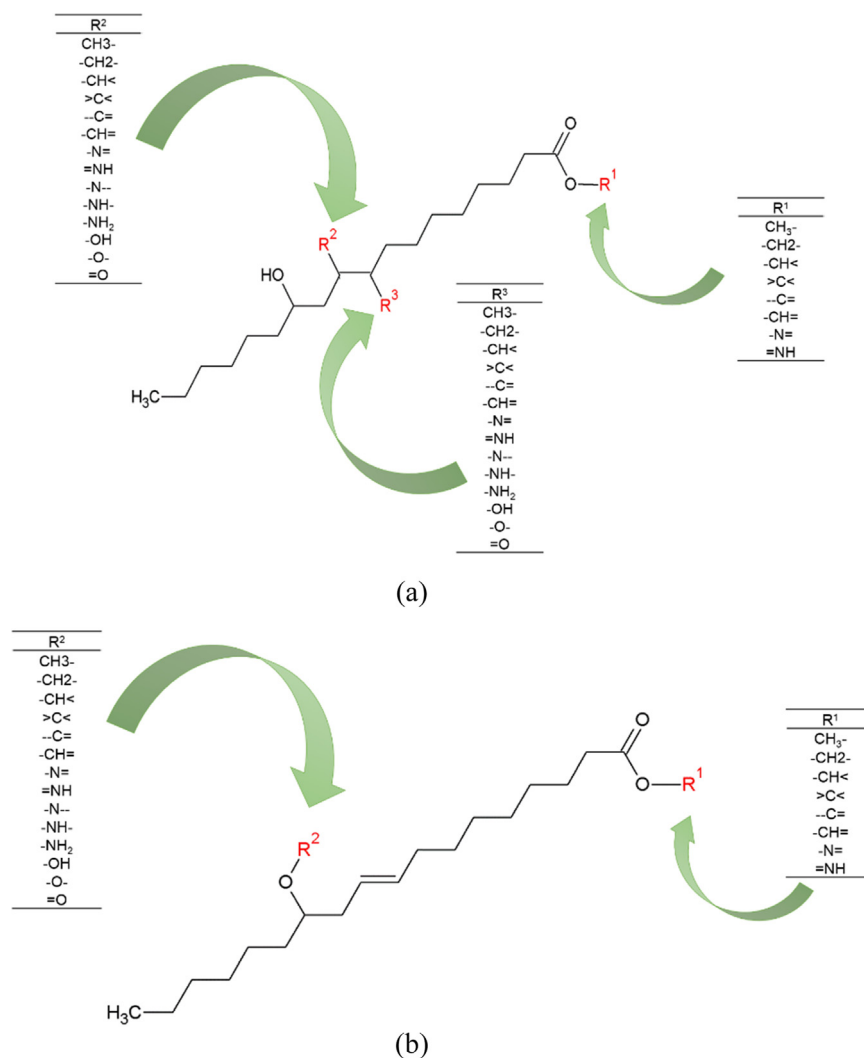 R²
CH3-
-CH2-
-CH<
>C<
--C=
-CH=
-N=
=NH
-N--
-NH-
-NH₂
-OH
-O-
=O
O
O
R¹
R²
HO
R³
H₃C
R¹
CH₃-
-CH2-
-CH<
>C<
--C=
-CH=
-N=
=NH
R³
CH3-
-CH2-
-CH<
>C<
--C=
-CH=
-N=
=NH
-N--
-NH-
-NH₂
-OH
-O-
=O
(a)
R²
CH3-
-CH2-
-CH<
>C<
--C=
-CH=
-N=
=NH
-N--
-NH-
-NH₂
-OH
-O-
=O
O
O
R¹
R²
O
H₃C
R¹
CH₃-
-CH2-
-CH<
>C<
--C=
-CH=
-N=
=NH
(b)